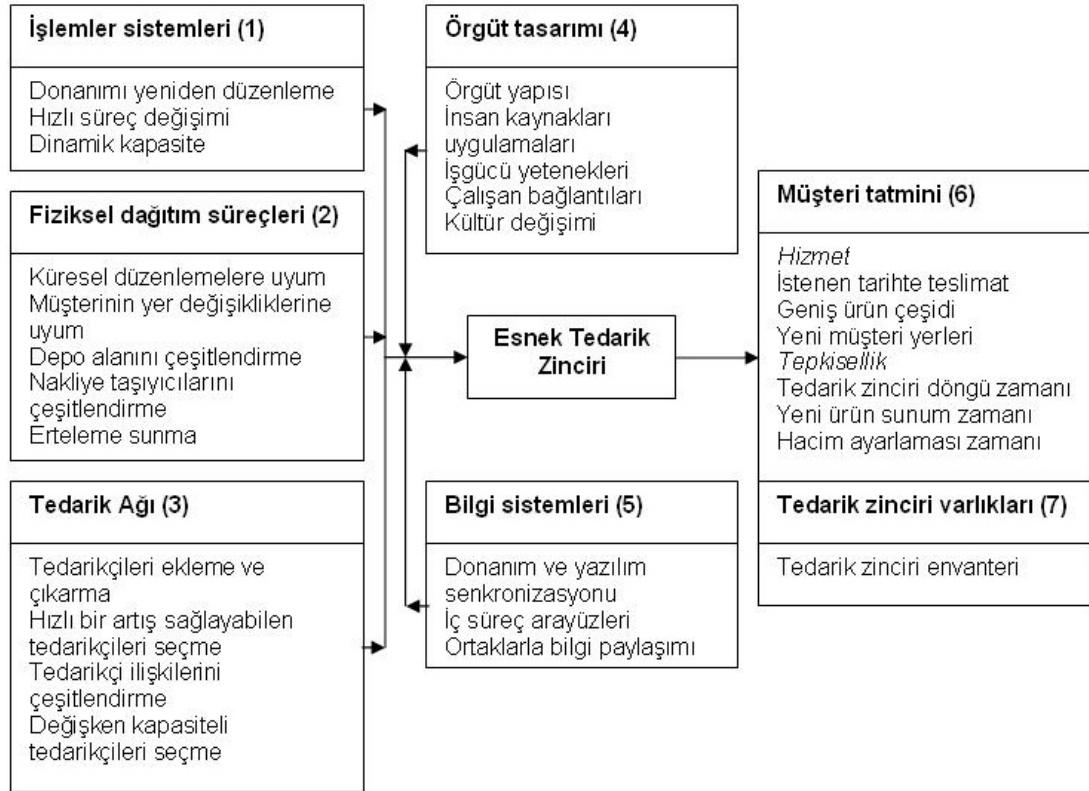 İşlemler sistemleri (1)
Donanımı yeniden düzenleme
Hızlı süreç değişimi
Dinamik kapasite
Fiziksel dağıtım süreçleri (2)
Küresel düzenlemelere uyum
Müşterinin yer değişikliklerine
uyum
Depo alanını çeşitlendirme
Nakliye taşıyıcılarını
çeşitlendirme
Erteleme sunma
Tedarik Ağı (3)
Tedarikçileri ekleme ve
çıkarma
Hızlı bir artış sağlayabilen
tedarikçileri seçme
Tedarikçi ilişkilerini
çeşitlendirme
Değişken kapasiteli
tedarikçileri seçme
Örgüt tasarımı (4)
Örgüt yapısı
İnsan kaynakları
uygulamaları
İşgücü yetenekleri
Çalışan bağlantıları
Kültür değişimi
Esnek Tedarik
Zinciri
Bilgi sistemleri (5)
Donanım ve yazılım
senkronizasyonu
İç süreç arayüzleri
Ortaklarla bilgi paylaşımı
Müşteri tatmini (6)
Hizmet
İstenen tarihte teslimat
Geniş ürün çeşidi
Yeni müşteri yerleri
Tepkisellik
Tedarik zinciri döngü zamanı
Yeni ürün sunum zamanı
Hacim ayarlaması zamanı
Tedarik zinciri varlıkları (7)
Tedarik zinciri envanteri